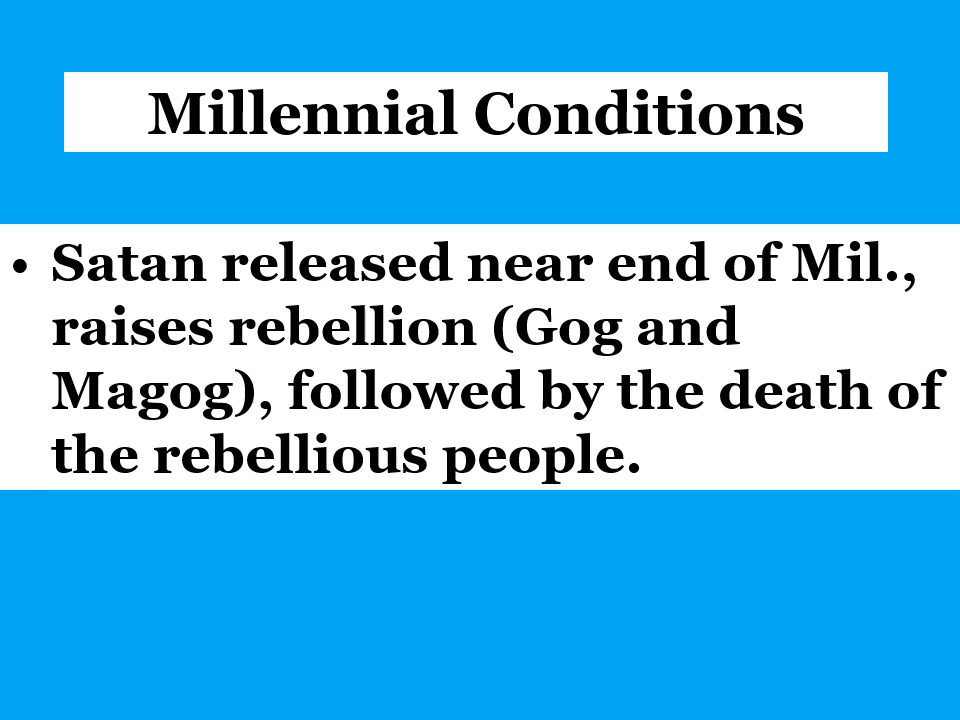 Millennial Conditions
• Satan released near end of Mil.,
raises rebellion (Gog and
Magog), followed by the death of
the rebellious people.